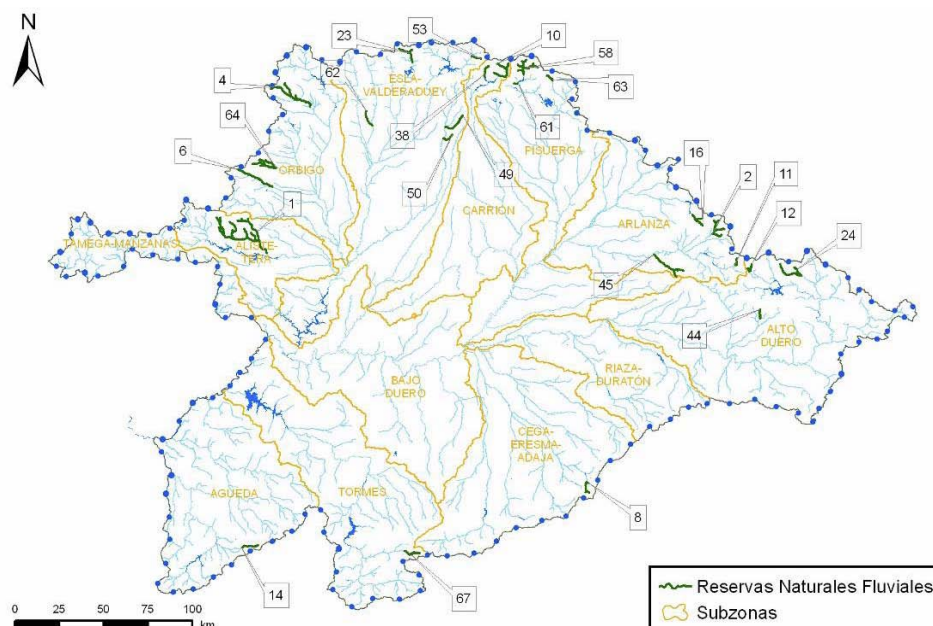 N
53
10
23
58
62
ESLA-
VALDERADUEY
4
63
64
38
61
PISUERGA
6
ORBIGO
16
2
50
49
11
1
CARRION
ARLANZA
12
TAMEGA-MANZANAS
ALISTE-
TERA
24
45
44
ALTO
DUERO
BAJO
DUERO
RIAZA-
DURATON
CEGA-
ERESMA-
ADAJA
AGUEDA
TORMES
8
14
67
Reservas Naturales Fluviales
Subzonas
0 25 50 75 100
km